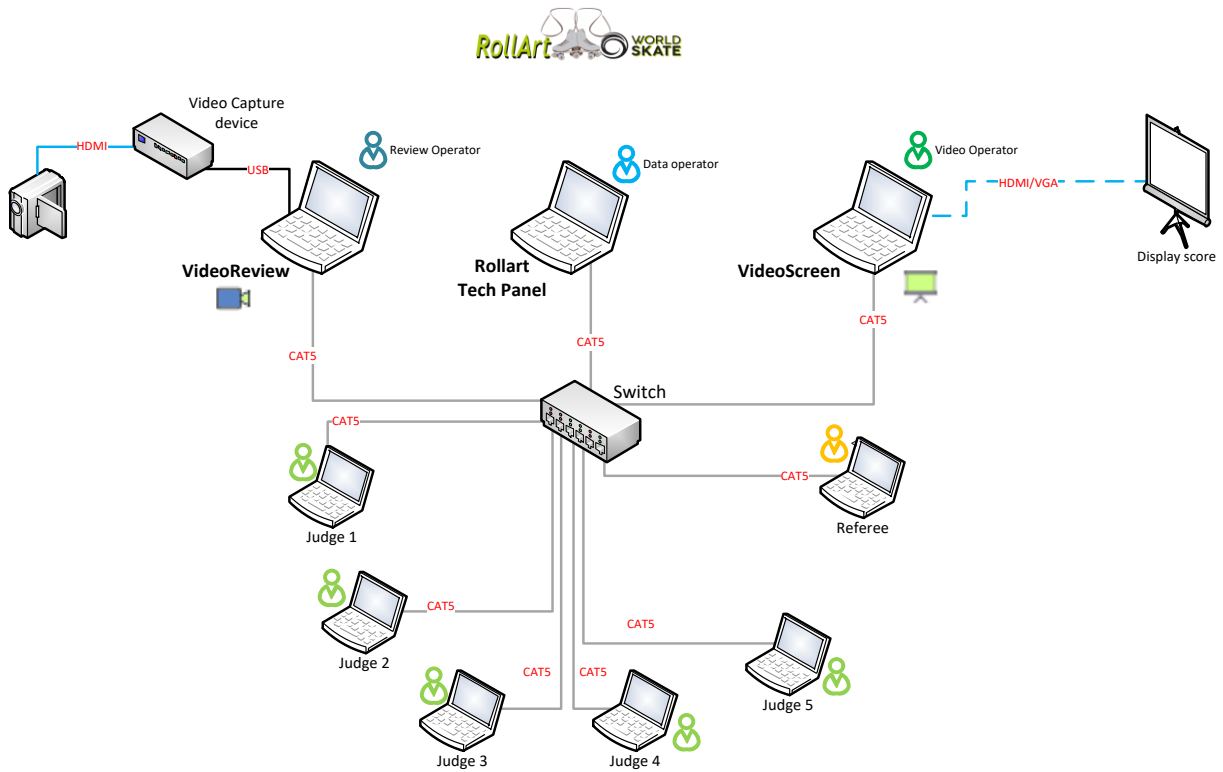 RollArt
WORLD
SKATE
Video Capture
device
HDMI
USB
Review Operator
Data operator
Video Operator
HDMI/VGA
VideoReview
Rollart
Tech Panel
VideoScreen
Display score
CAT5
CAT5
CAT5
Switch
CAT5
CAT5
Judge 1
Referee
CAT5
Judge 2
CAT5
CAT5
CAT5
Judge 5
Judge 3
Judge 4